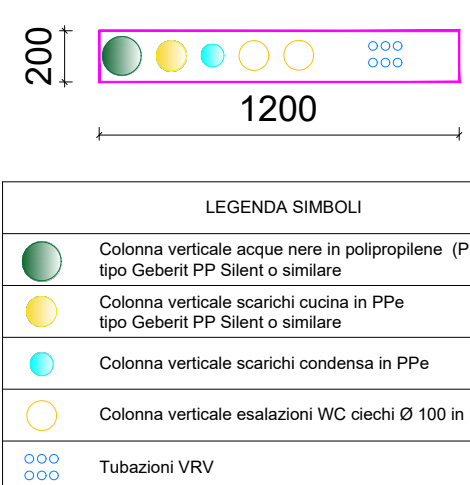 200
1200
LEGENDA SIMBOLI
Colonna verticale acque nere in polipropilene (P
tipo Geberit PP Silent o similare
Colonna verticale scarichi cucina in PPe
tipo Geberit PP Silent o similare
Colonna verticale scarichi condensa in PPe
Colonna verticale esalazioni WC ciechi Ø 100 in
Tubazioni VRV